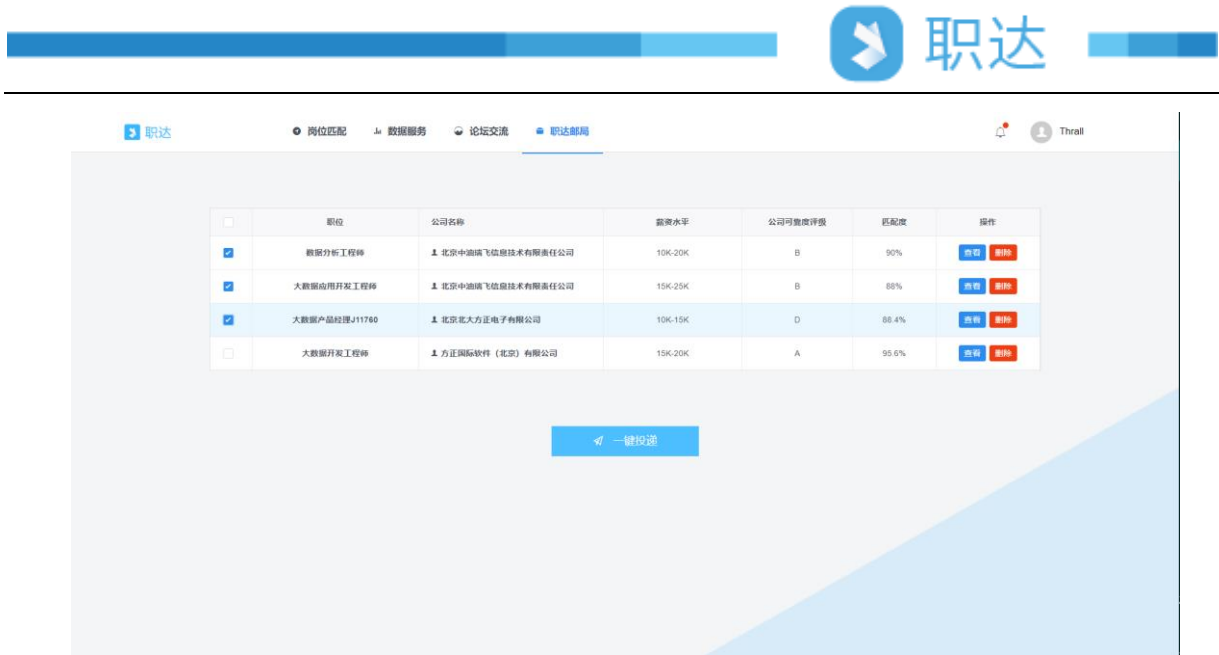 职达
职达 岗位匹配 数据服务 论坛交流 职达邮局 Thrall
职位 公司名称 薪资水平 公司可靠度评级 匹配度 操作
数据分析工程师 北京中油瑞飞信息技术有限责任公司 10K-20K B 90% 查看 删除
大数据应用开发工程师 北京中油瑞飞信息技术有限责任公司 15K-25K B 88% 查看 删除
大数据产品经理J11760 北京北大方正电子有限公司 10K-15K D 88.4% 查看 删除
大数据开发工程师 方正国际软件（北京）有限公司 15K-20K A 95.6% 查看 删除
一键投递